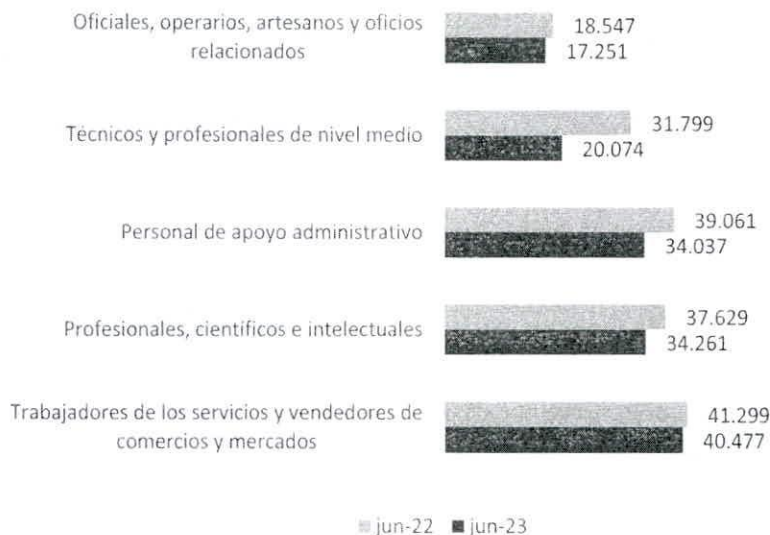 Oficiales, operarios, artesanos y oficios
relacionados
18.547
17.251
Técnicos y profesionales de nivel medio
31.799
20.074
Personal de apoyo administrativo
39.061
34.037
Profesionales, científicos e intelectuales
37.629
34.261
Trabajadores de los servicios y vendedores de
comercios y mercados
41.299
40.477
jun-22 jun-23